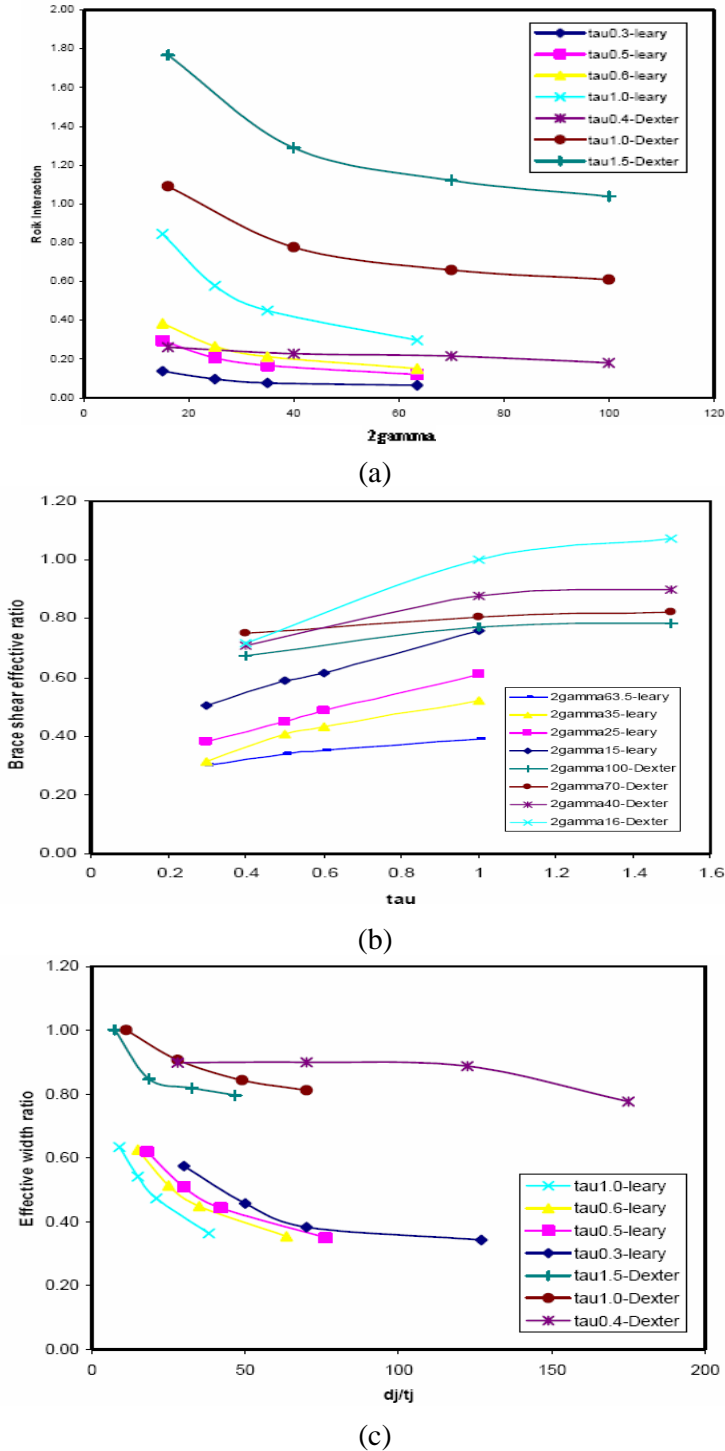 2.00
1.80
1.60
1.40
1.20
1.00
0.80
0.60
0.40
0.20
0.00
Roik Interaction
tau0.3-leary
tau0.5-leary
tau0.6-leary
tau1.0-leary
tau0.4-Dexter
tau1.0-Dexter
tau1.5-Dexter
0 20 40 60 80 100 120
2gamma.
(a)
1.20
1.00
0.80
0.60
0.40
0.20
0.00
Brace shear effective ratio
2gamma63.5-leary
2gamma35-leary
2gamma25-leary
2gamma15-leary
2gamma100-Dexter
2gamma70-Dexter
2gamma40-Dexter
2gamma16-Dexter
0 0.2 0.4 0.6 0.8 1 1.2 1.4 1.6
tau
(b)
1.20
1.00
0.80
0.60
0.40
0.20
0.00
Effective width ratio
tau1.0-leary
tau0.6-leary
tau0.5-leary
tau0.3-leary
tau1.5-Dexter
tau1.0-Dexter
tau0.4-Dexter
0 50 100 150 200
dj/tj
(c)